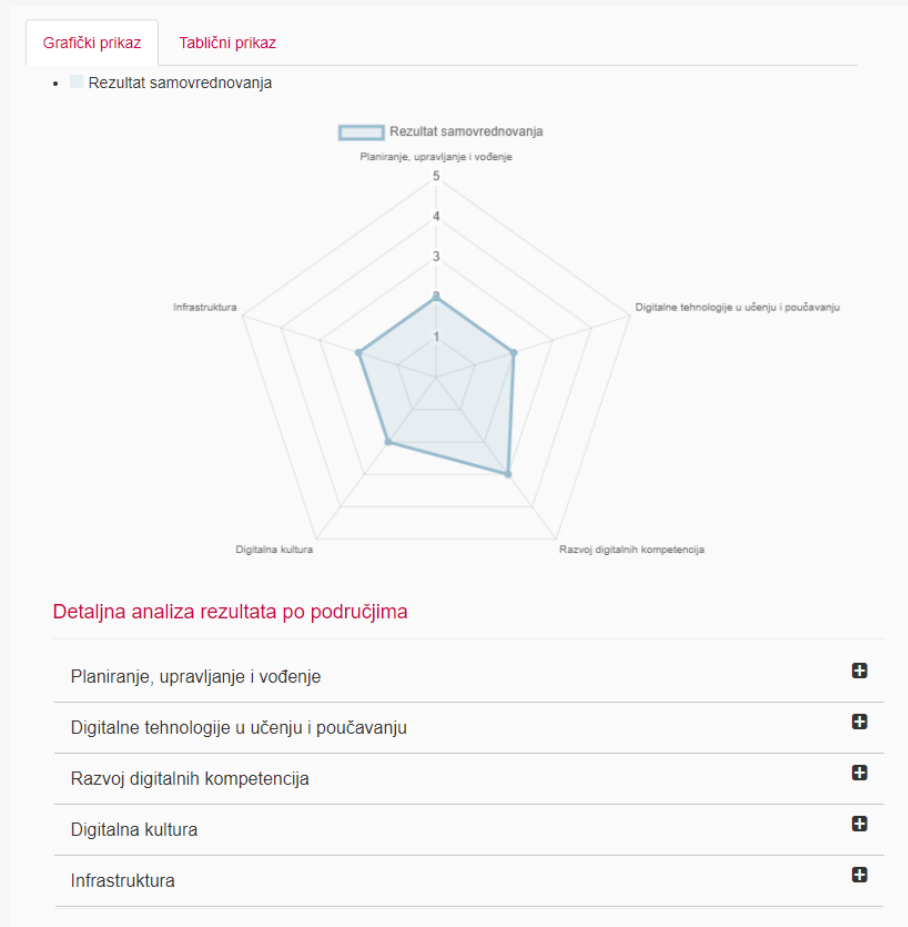 Grafički prikaz Tablični prikaz
• Rezultat samovrednovanja
Rezultat samovrednovanja
Planiranje, upravljanje i vođenje
5
4
3
2
1
Infrastruktura
Digitalne tehnologije u učenju i poučavanju
Digitalna kultura
Razvoj digitalnih kompetencija
Detaljna analiza rezultata po područjima
Planiranje, upravljanje i vođenje
Digitalne tehnologije u učenju i poučavanju
Razvoj digitalnih kompetencija
Digitalna kultura
Infrastruktura